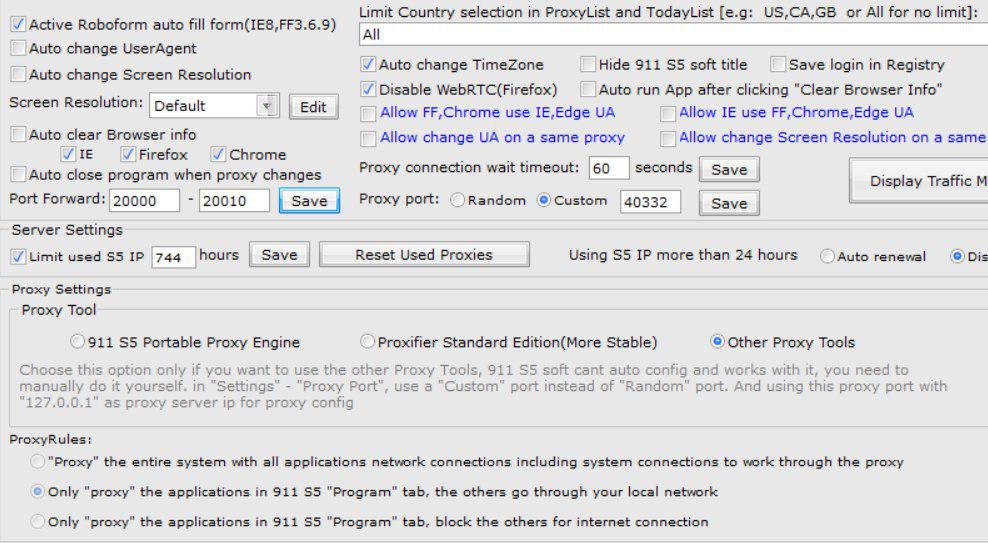 Active Roboform auto fill form(IE8,FF3.6.9)
Auto change UserAgent
Auto change Screen Resolution
Screen Resolution: Default Edit
Auto clear Browser info
IE Firefox Chrome
Auto close program when proxy changes
Port Forward: 20000 - 20010 Save
Limit Country selection in ProxyList and TodayList [e.g: US,CA,GB or All for no limit]:
All
Auto change TimeZone Hide 911 S5 soft title Save login in Registry
Disable WebRTC(Firefox) Auto run App after clicking "Clear Browser Info"
Allow FF,Chrome use IE,Edge UA Allow IE use FF,Chrome,Edge UA
Allow change UA on a same proxy Allow change Screen Resolution on a same
Proxy connection wait timeout: 60 seconds Save
Display Traffic M
Proxy port: Random Custom 40332 Save
Server Settings
Limit used S5 IP 744 hours Save Reset Used Proxies Using S5 IP more than 24 hours Auto renewal Dis
Proxy Settings
Proxy Tool
911 S5 Portable Proxy Engine Proxifier Standard Edition(More Stable) Other Proxy Tools
Choose this option only if you want to use the other Proxy Tools, 911 S5 soft cant auto config and works with it, you need to
manually do it yourself. in "Settings" - "Proxy Port", use a "Custom" port instead of "Random" port. And using this proxy port with
"127.0.0.1" as proxy server ip for proxy config
ProxyRules:
"Proxy" the entire system with all applications network connections including system connections to work through the proxy
Only "proxy" the applications in 911 S5 "Program" tab, the others go through your local network
Only "proxy" the applications in 911 S5 "Program" tab, block the others for internet connection